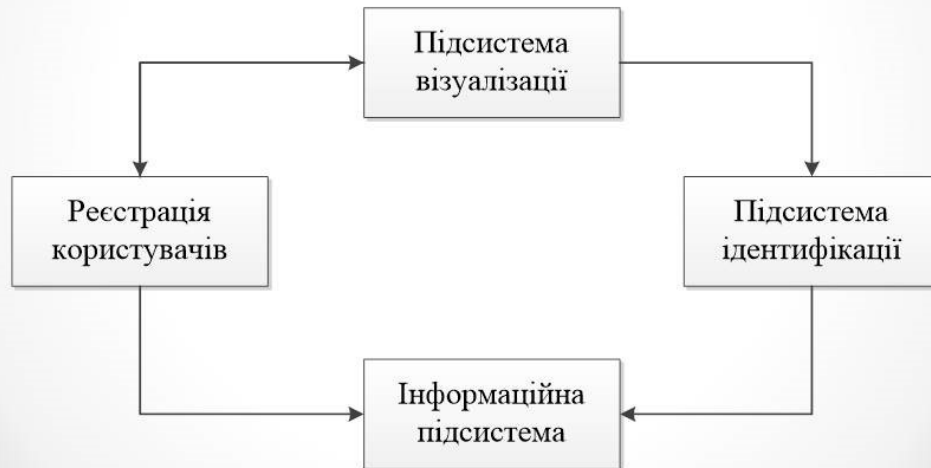 Підсистема
візуалізації
Реєстрація
користувачів
Підсистема
ідентифікації
Інформаційна
підсистема